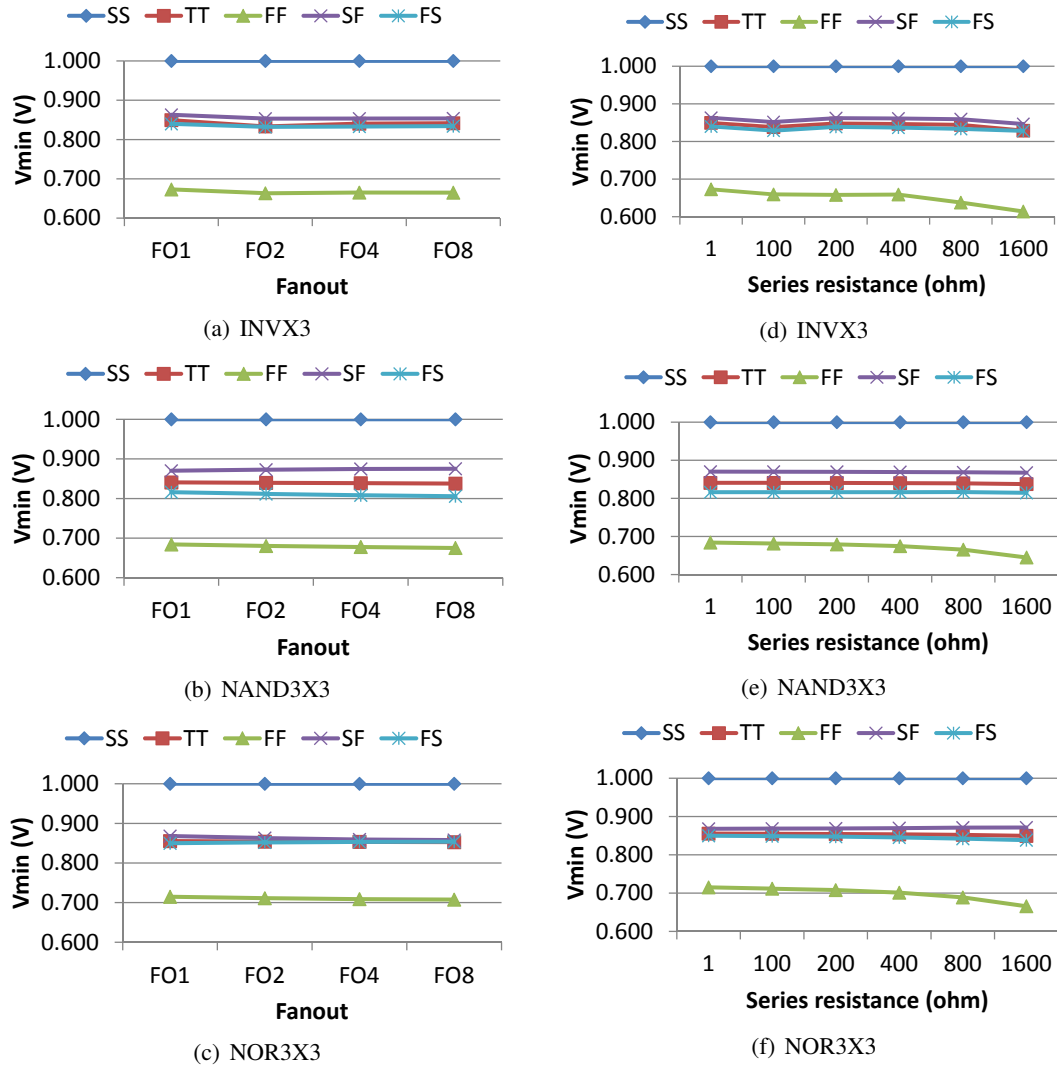 SS TT FF SF FS
Vmin (V)
1.000
0.900
0.800
0.700
0.600
FO1 FO2 FO4 FO8
Fanout
(a) INVX3
SS TT FF SF FS
Vmin (V)
1.000
0.900
0.800
0.700
0.600
1 100 200 400 800 1600
Series resistance (ohm)
(d) INVX3
SS TT FF SF FS
Vmin (V)
1.000
0.900
0.800
0.700
0.600
FO1 FO2 FO4 FO8
Fanout
(b) NAND3X3
SS TT FF SF FS
Vmin (V)
1.000
0.900
0.800
0.700
0.600
1 100 200 400 800 1600
Series resistance (ohm)
(e) NAND3X3
SS TT FF SF FS
Vmin (V)
1.000
0.900
0.800
0.700
0.600
FO1 FO2 FO4 FO8
Fanout
(c) NOR3X3
SS TT FF SF FS
Vmin (V)
1.000
0.900
0.800
0.700
0.600
1 100 200 400 800 1600
Series resistance (ohm)
(f) NOR3X3